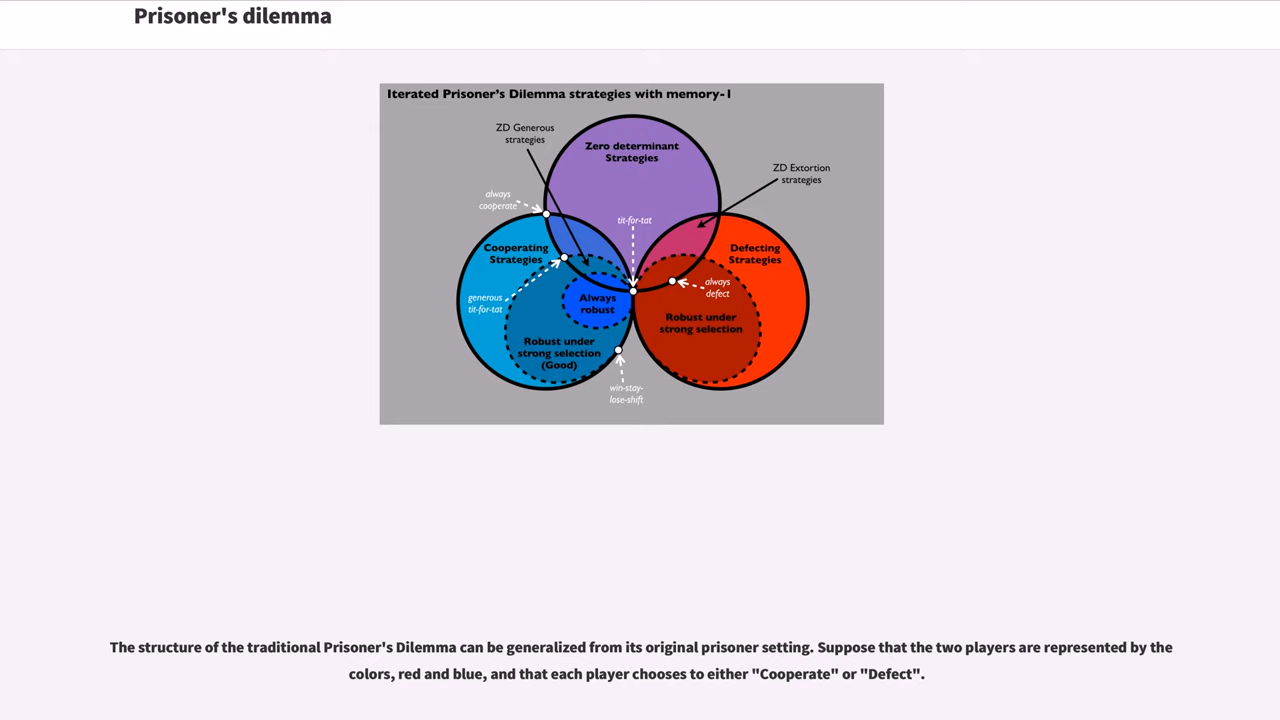 Prisoner's dilemma
Iterated Prisoner's Dilemma strategies with memory-1
ZD Generous
strategies
Zero determinant
Strategies
ZD Extortion
strategies
always
cooperate
tit-for-tat
Cooperating
Strategies
Defecting
Strategies
generous
tit-for-tat
Always
robust
always
defect
Robust under
strong selection
Robust under
strong selection
(Good)
win-stay-
lose-shift
The structure of the traditional Prisoner's Dilemma can be generalized from its original prisoner setting. Suppose that the two players are represented by the
colors, red and blue, and that each player chooses to either "Cooperate" or "Defect".